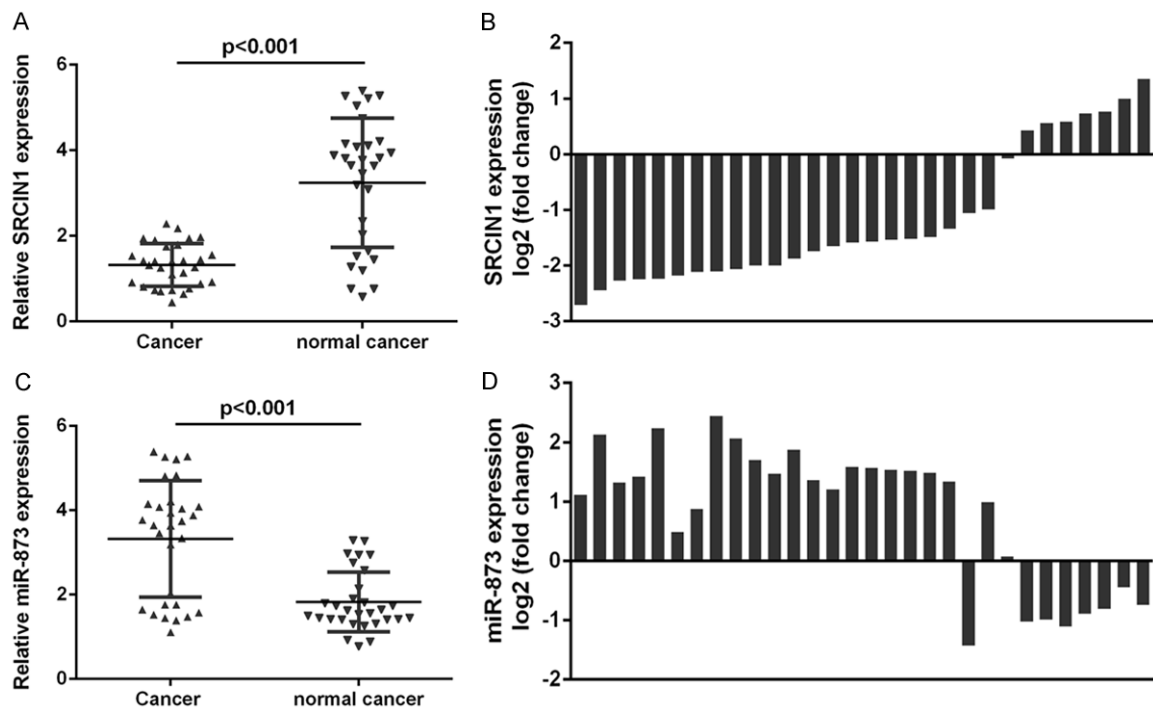 A
p<0.001
Relative SRCIN1 expression
6
4
2
0
Cancer
normal cancer
B
SRCIN1 expression
log2 (fold change)
2
1
0
-1
-2
-3
C
p<0.001
Relative miR-873 expression
6
4
2
0
Cancer
normal cancer
D
miR-873 expression
log2 (fold change)
3
2
1
0
-1
-2